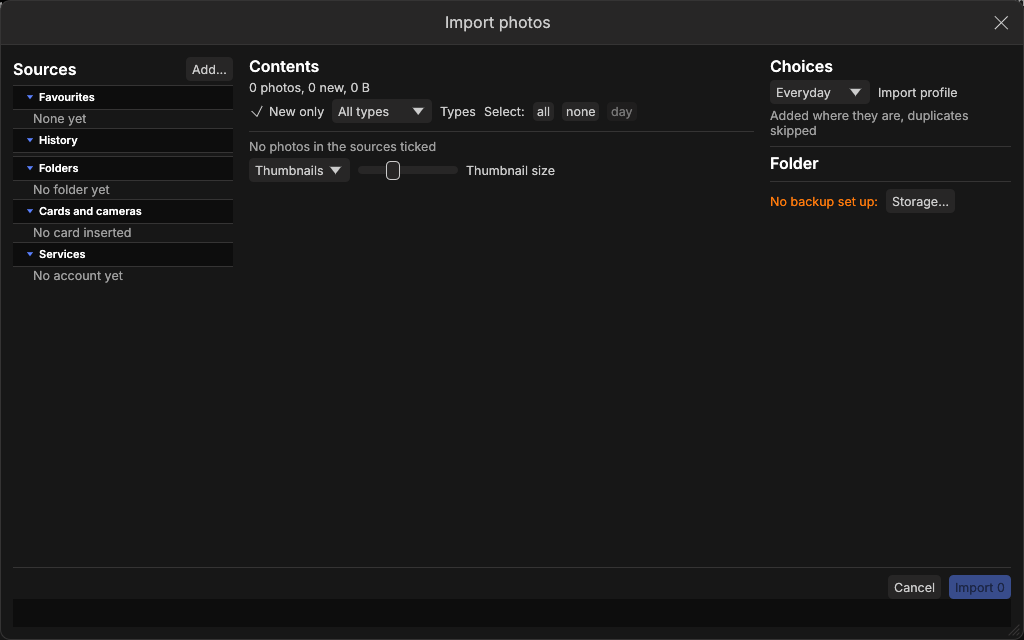 Import photos
Sources
Add...
Favourites
None yet
History
Folders
No folder yet
Cards and cameras
No card inserted
Services
No account yet
Contents
0 photos, 0 new, 0 B
New only All types Types Select: all none day
No photos in the sources ticked
Thumbnails Thumbnail size
Choices
Everyday Import profile
Added where they are, duplicates
skipped
Folder
No backup set up: Storage...
Cancel Import 0